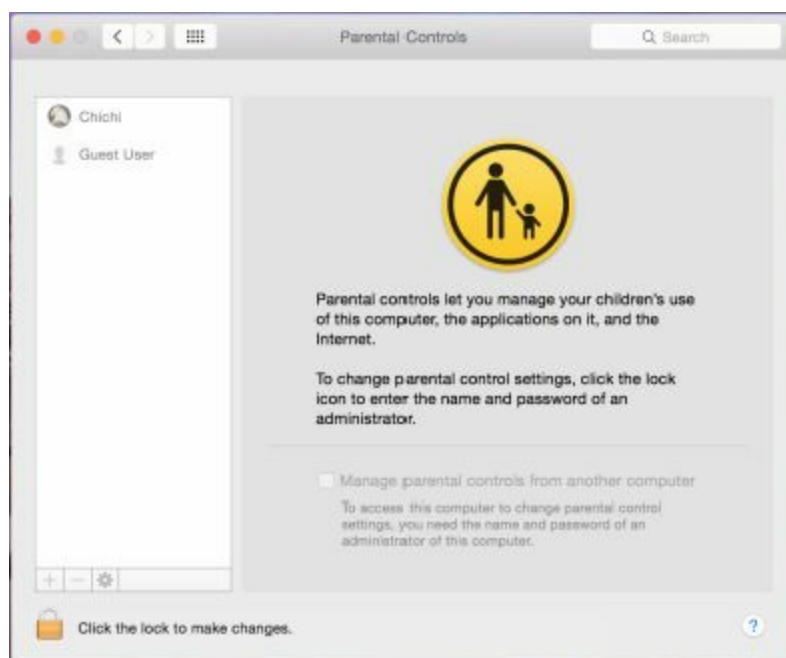 Parental Controls
Search
Chichi
Guest User
Parental controls let you manage your children's use
of this computer, the applications on it, and the
Internet.
To change parental control settings, click the lock
icon to enter the name and password of an
administrator.
Manage parental controls from another computer
To access this computer to change parental control
settings, you need the name and password of an
administrator of this computer.
Click the lock to make changes.
?